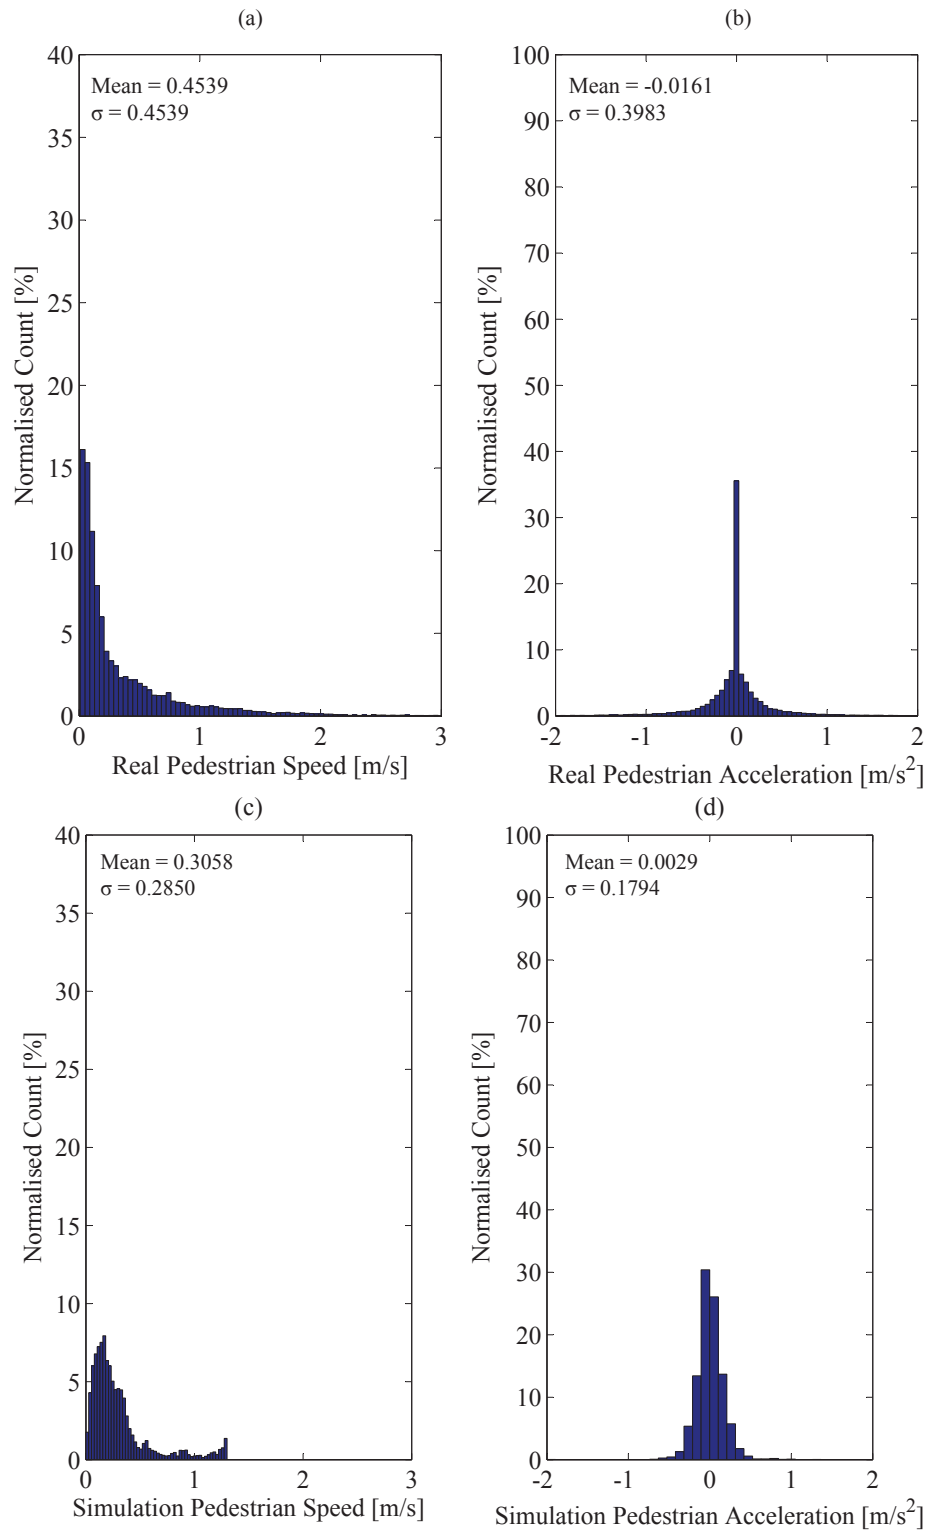 (a)
Mean = 0.4539
σ = 0.4539
40
35
30
25
20
15
10
5
0
Normalised Count [%]
0 1 2 3
Real Pedestrian Speed [m/s]
(b)
Mean = -0.0161
σ = 0.3983
100
90
80
70
60
50
40
30
20
10
0
Normalised Count [%]
-2 -1 0 1 2
Real Pedestrian Acceleration [m/s²]
(c)
Mean = 0.3058
σ = 0.2850
40
35
30
25
20
15
10
5
0
Normalised Count [%]
0 1 2 3
Simulation Pedestrian Speed [m/s]
(d)
Mean = 0.0029
σ = 0.1794
100
90
80
70
60
50
40
30
20
10
0
Normalised Count [%]
-2 -1 0 1 2
Simulation Pedestrian Acceleration [m/s²]